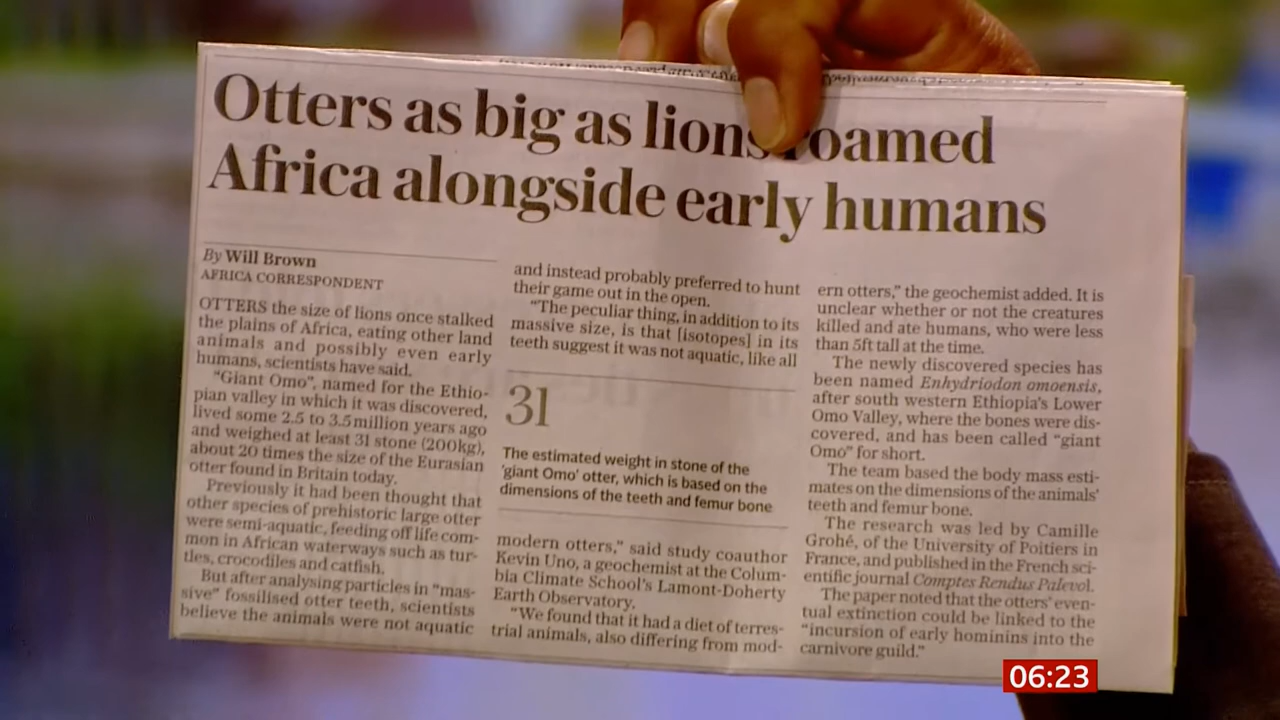 Otters as big as lions roamed
Africa alongside early humans
By Will Brown
AFRICA CORRESPONDENT
OTTERS the size of lions once stalked
the plains of Africa, eating other land
animals and possibly even early
humans, scientists have said.
“Giant Omo”, named for the Ethio-
pian valley in which it was discovered,
lived some 2.5 to 3.5million years ago
and weighed at least 31 stone (200kg),
about 20 times the size of the Eurasian
otter found in Britain today.
Previously it had been thought that
other species of prehistoric large otter
were semi-aquatic, feeding off life com-
mon in African waterways such as tur-
tles, crocodiles and catfish.
But after analysing particles in “mas-
sive” fossilised otter teeth, scientists
believe the animals were not aquatic
and instead probably preferred to hunt
their game out in the open.
“The peculiar thing, in addition to its
massive size, is that [isotopes] in its
teeth suggest it was not aquatic, like all
31
The estimated weight in stone of the
‘giant Omo’ otter, which is based on the
dimensions of the teeth and femur bone
modern otters,” said study coauthor
Kevin Uno, a geochemist at the Colum-
bia Climate School’s Lamont-Doherty
Earth Observatory.
“We found that it had a diet of terres-
trial animals, also differing from mod-
ern otters,” the geochemist added. It is
unclear whether or not the creatures
killed and ate humans, who were less
than 5ft tall at the time.
The newly discovered species has
been named Enhydriodon omoensis,
after south western Ethiopia’s Lower
Omo Valley, where the bones were dis-
covered, and has been called “giant
Omo” for short.
The team based the body mass esti-
mates on the dimensions of the animals’
teeth and femur bone.
The research was led by Camille
Grohé, of the University of Poitiers in
France, and published in the French sci-
entific journal Comptes Rendus Palevol.
The paper noted that the otters’ even-
tual extinction could be linked to the
“incursion of early hominins into the
carnivore guild.”
06:23